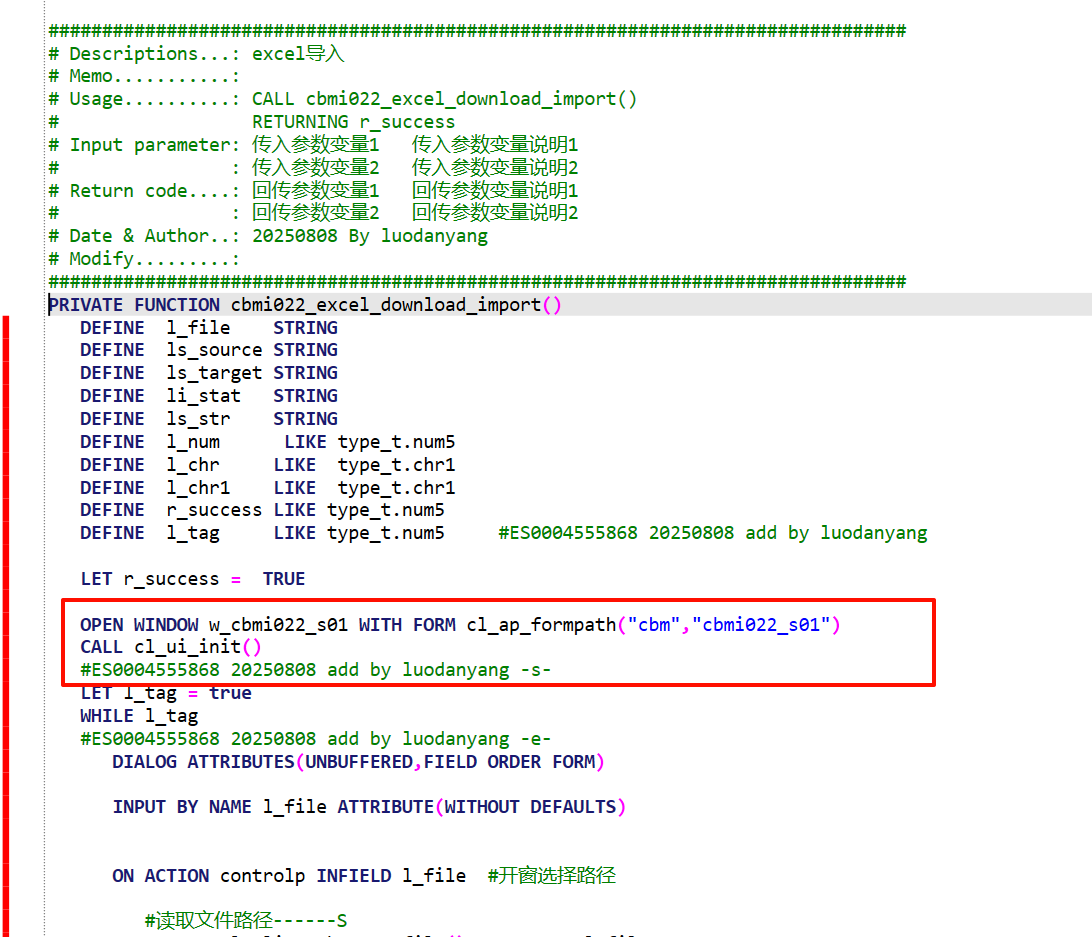 ################################################################################
# Descriptions...: excel导入
# Memo...........:
# Usage..........: CALL cbmi022_excel_download_import()
#                  RETURNING r_success
# Input parameter: 传入参数变量1   传入参数变量说明1
#                : 传入参数变量2   传入参数变量说明2
# Return code....: 回传参数变量1   回传参数变量说明1
#                : 回传参数变量2   回传参数变量说明2
# Date & Author..: 20250808 By luodanyang
# Modify.........:
################################################################################
PRIVATE FUNCTION cbmi022_excel_download_import()
   DEFINE  l_file    STRING
   DEFINE  ls_source STRING
   DEFINE  ls_target STRING
   DEFINE  li_stat   STRING
   DEFINE  ls_str    STRING
   DEFINE  l_num      LIKE type_t.num5
   DEFINE  l_chr     LIKE  type_t.chr1
   DEFINE  l_chr1    LIKE  type_t.chr1
   DEFINE  r_success LIKE type_t.num5
   DEFINE  l_tag     LIKE type_t.num5     #ES0004555868 20250808 add by luodanyang
   LET r_success =  TRUE
   OPEN WINDOW w_cbmi022_s01 WITH FORM cl_ap_formpath("cbm","cbmi022_s01")
   CALL cl_ui_init()
   #ES0004555868 20250808 add by luodanyang -s-
   LET l_tag = true
   WHILE l_tag
   #ES0004555868 20250808 add by luodanyang -e-
      DIALOG ATTRIBUTES(UNBUFFERED,FIELD ORDER FORM)
      INPUT BY NAME l_file ATTRIBUTE(WITHOUT DEFAULTS)
      ON ACTION controlp INFIELD l_file  #开窗选择路径
         #读取文件路径------S